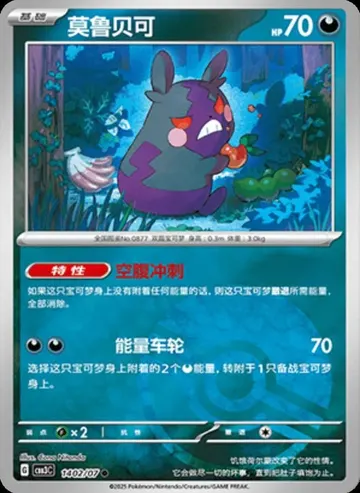 基础
莫鲁贝可
HP 70
全国图鉴No.0877 双面宝可梦 身高：0.3m 体重：3.0kg
特性 空腹冲刺
如果这只宝可梦身上没有附着任何能量的话，则这只宝可梦撤退所需能量，
全部消除。
能量车轮 70
选择这只宝可梦身上附着的2个 能量，转附于1只备战宝可梦
身上。
弱点 ×2 抗性 撤退
Illus.
G 1402/07
饥饿荷尔蒙改变了它的性情。
它会做尽一切的坏事，直到把肚子填饱为止。
©2025 Pokémon/Nintendo/Creatures/GAME FREAK.